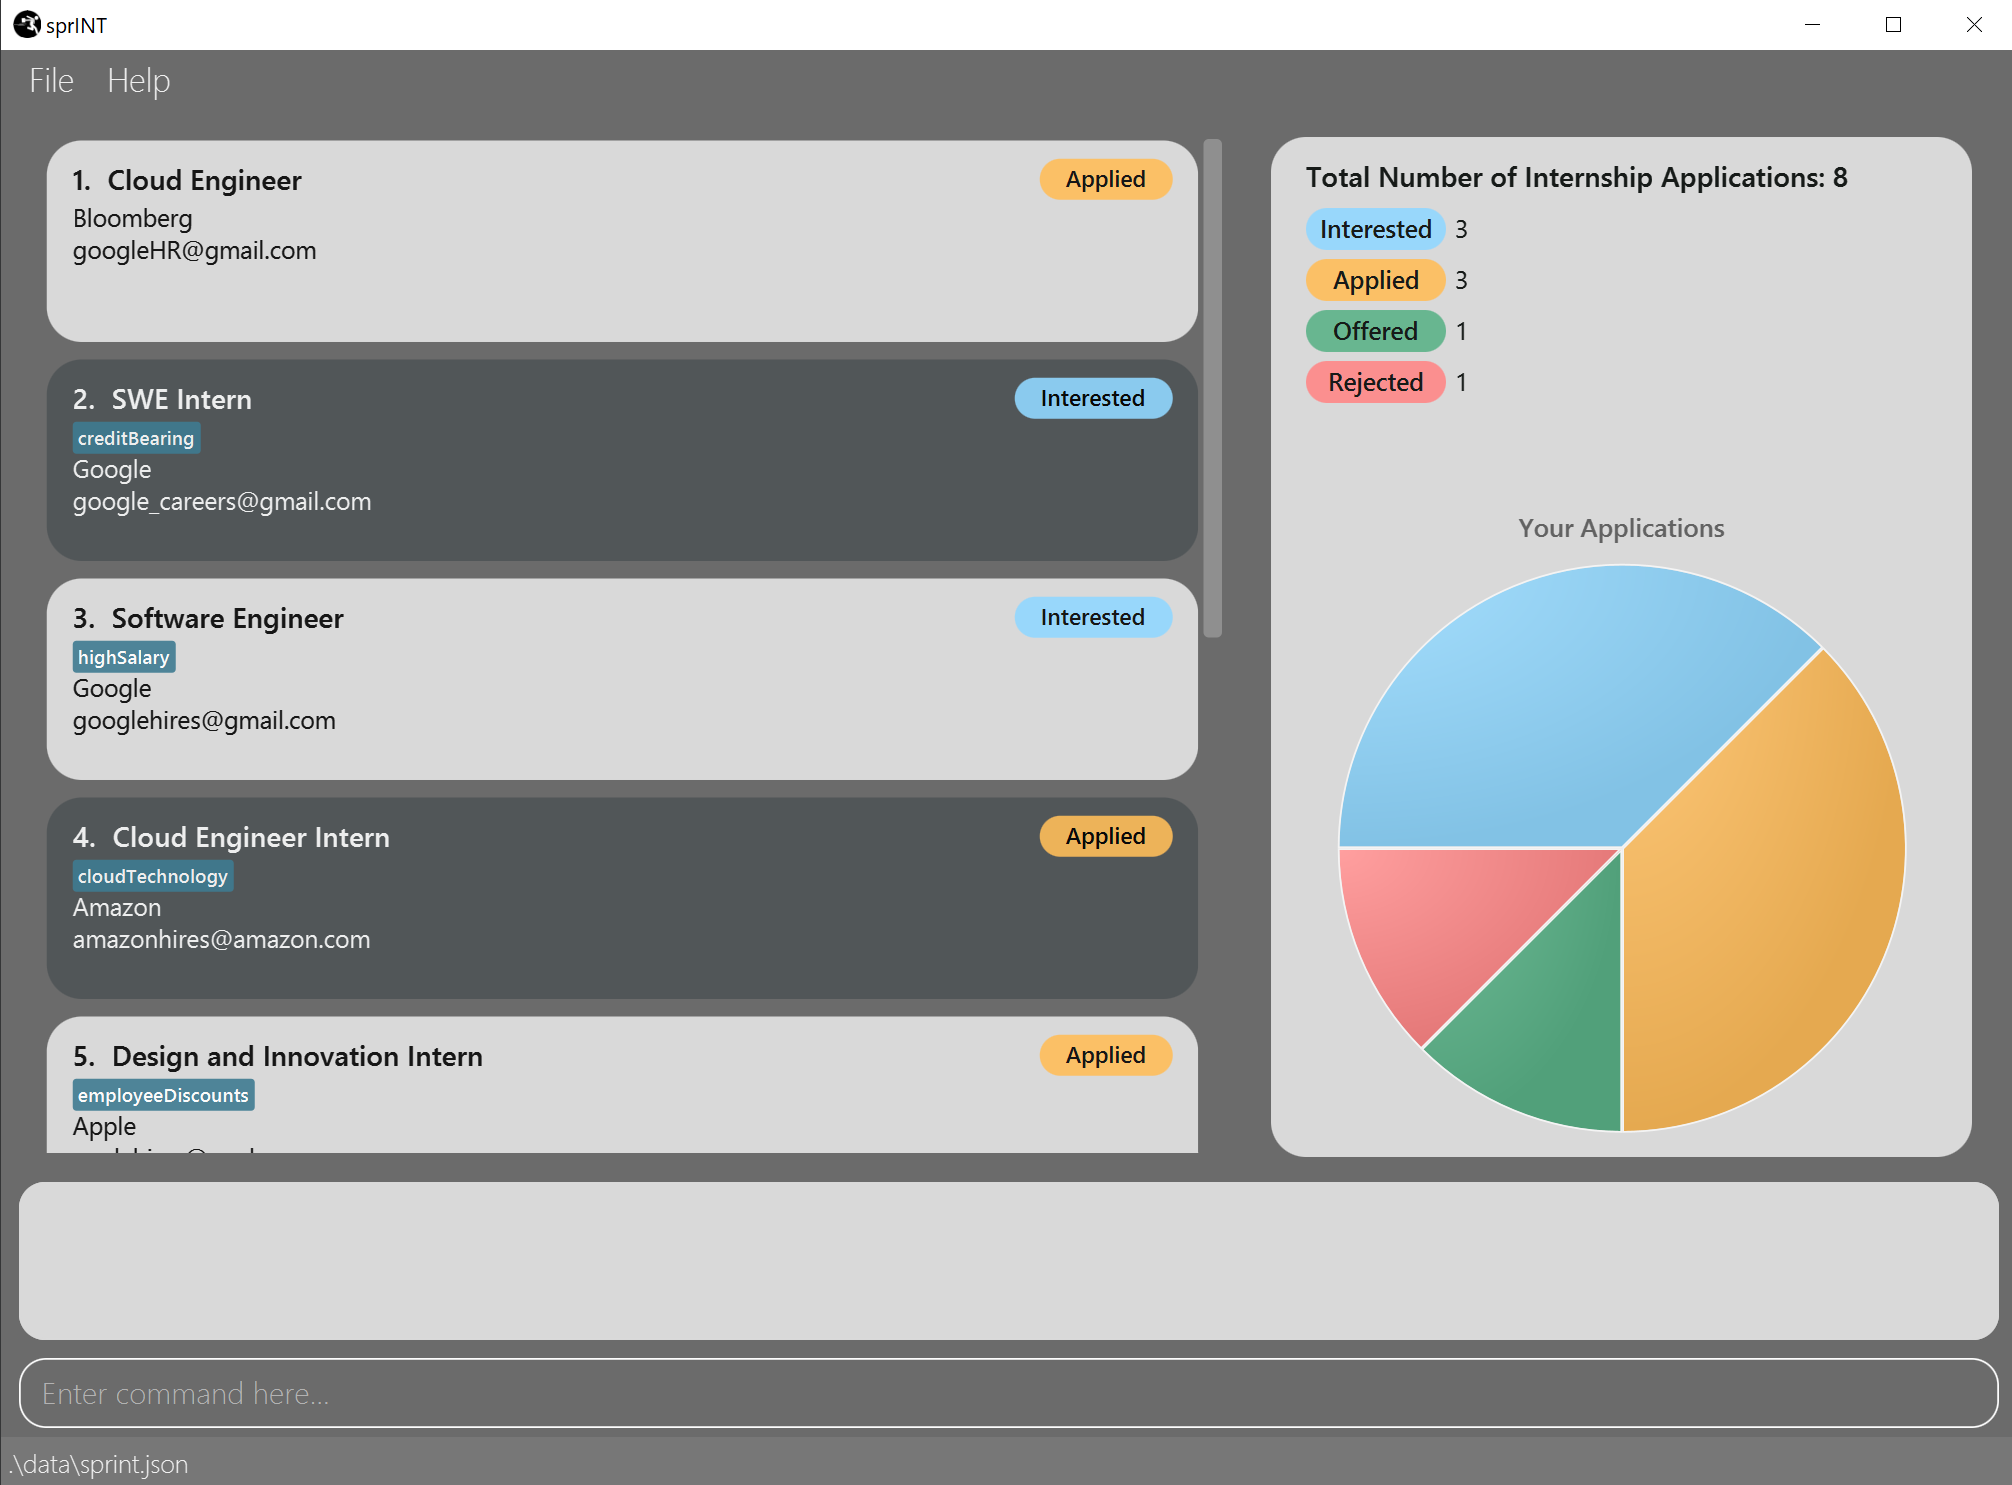 sprINT
File Help
1. Cloud Engineer
Applied
Bloomberg
googleHR@gmail.com
2. SWE Intern
Interested
creditBearing
Google
google_careers@gmail.com
3. Software Engineer
Interested
highSalary
Google
googlehires@gmail.com
4. Cloud Engineer Intern
Applied
cloudTechnology
Amazon
amazonhires@amazon.com
5. Design and Innovation Intern
Applied
employeeDiscounts
Apple
Total Number of Internship Applications: 8
Interested 3
Applied 3
Offered 1
Rejected 1
Your Applications
Enter command here...
.\data\sprint.json